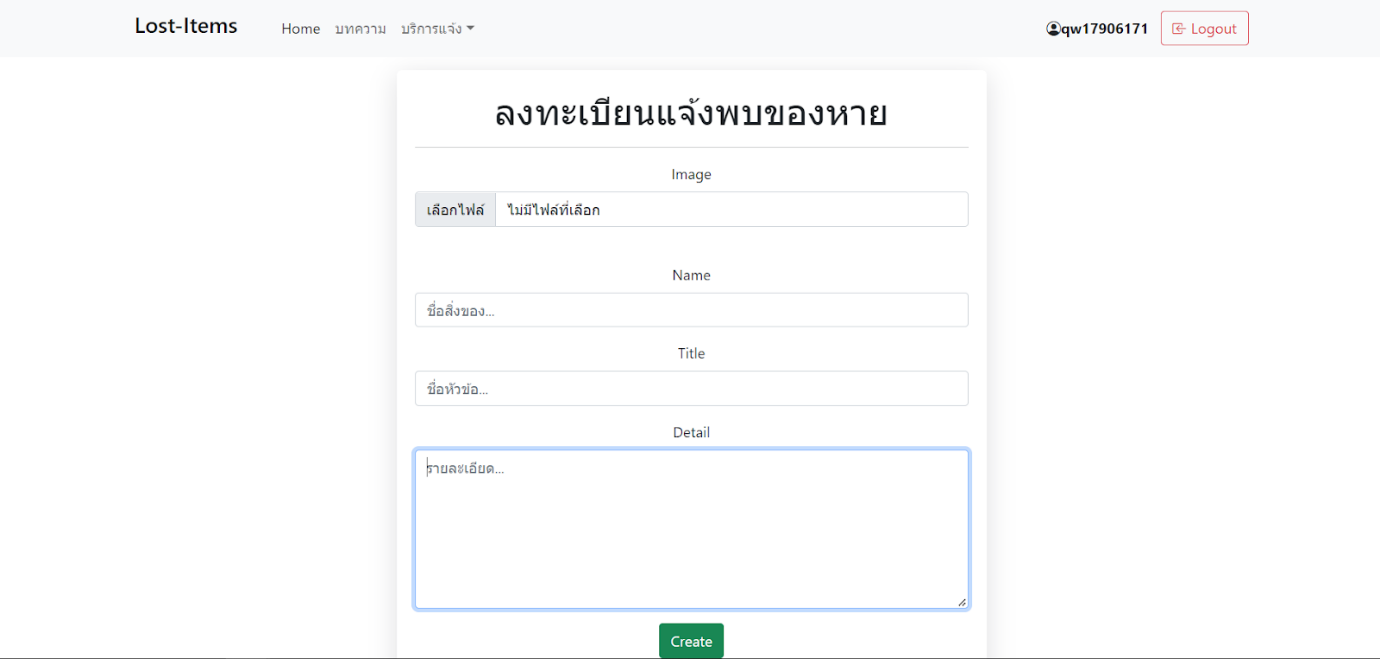 Lost-Items Home บทความ บริการแจ้ง qw17906171 Logout
ลงทะเบียนแจ้งพบของหาย
Image
เลือกไฟล์ ไม่มีไฟล์ที่เลือก
Name
ชื่อสิ่งของ...
Title
ชื่อหัวข้อ...
Detail
รายละเอียด...
Create